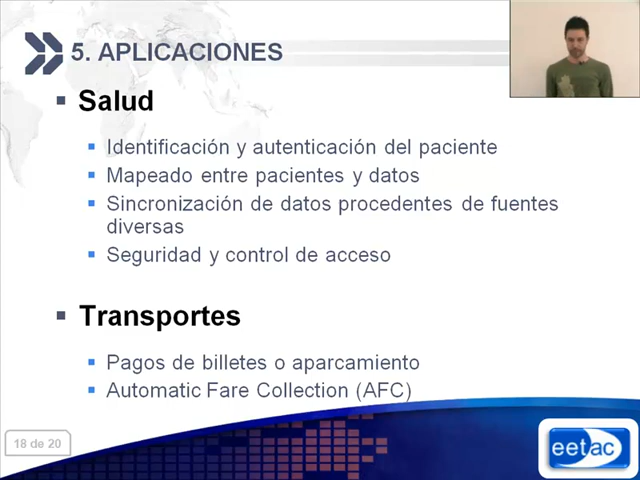 5. APLICACIONES
Salud
Identificación y autenticación del paciente
Mapeado entre pacientes y datos
Sincronización de datos procedentes de fuentes
diversas
Seguridad y control de acceso
Transportes
Pagos de billetes o aparcamiento
Automatic Fare Collection (AFC)
18 de 20
eetac